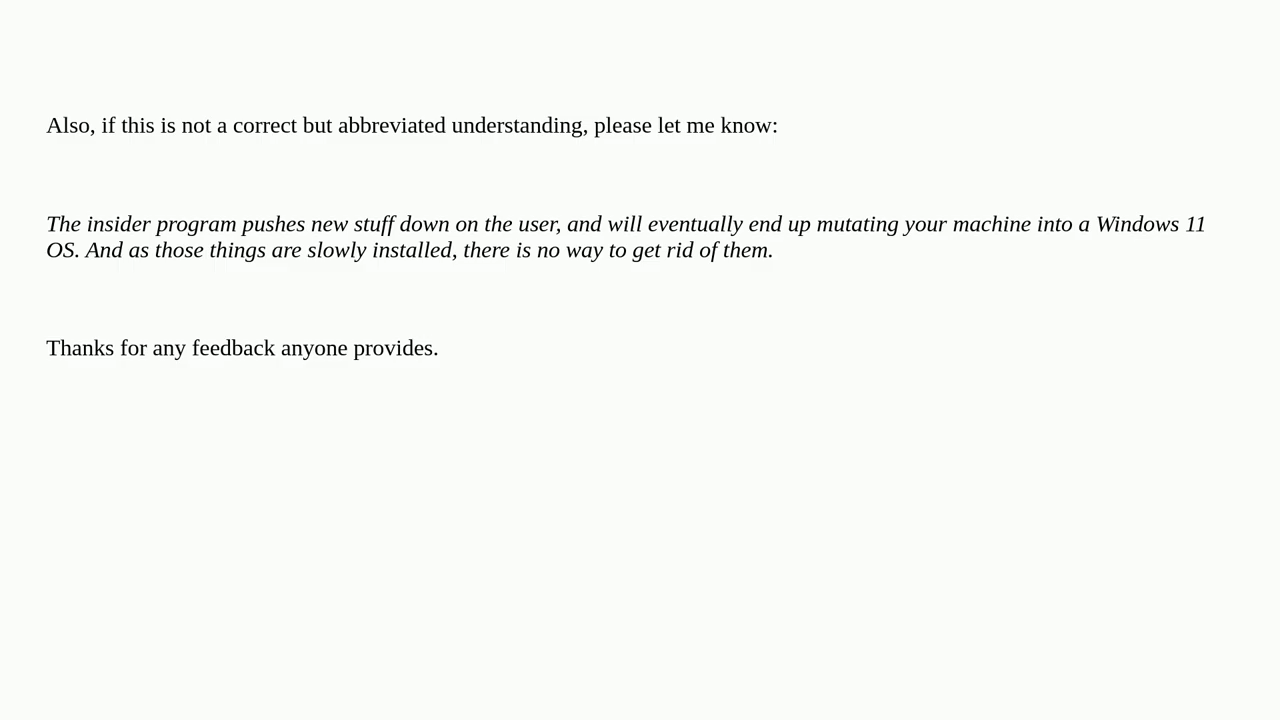 Also, if this is not a correct but abbreviated understanding, please let me know:
The insider program pushes new stuff down on the user, and will eventually end up mutating your machine into a Windows 11
OS. And as those things are slowly installed, there is no way to get rid of them.
Thanks for any feedback anyone provides.